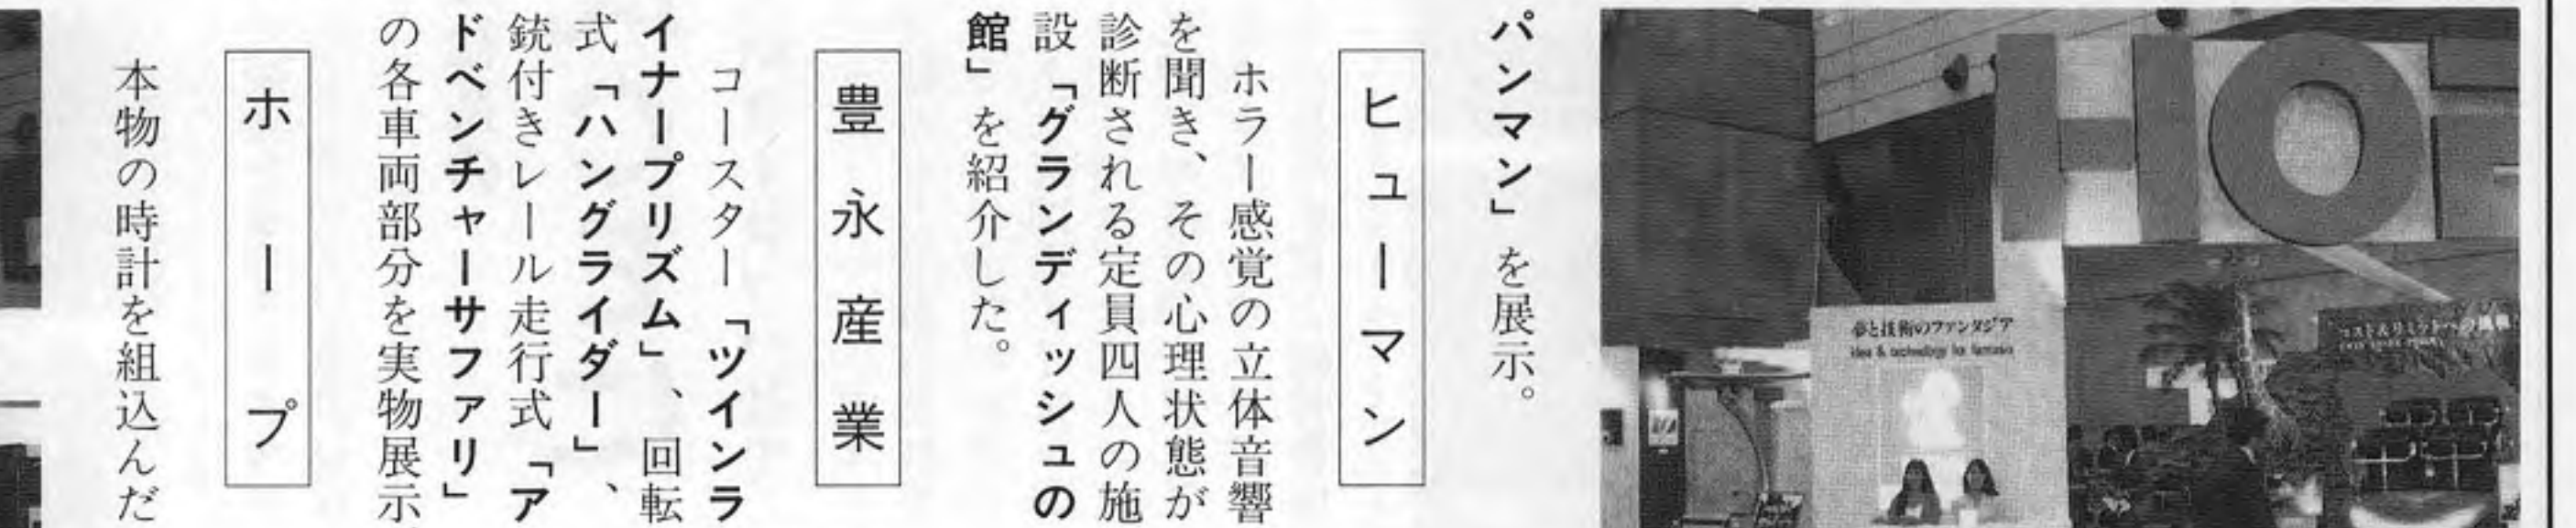 パンマン」を展示。
ヒューマン
ホラー感覚の立体音響
を聞き、その心理状態が
診断される定員四人の施
設「グランディッシュの
館」を紹介した。
豊永産業
コースター「ツインラ
イナープリズム」、回転
式「ハングライダー」、
銃付きレール走行式「ア
ドベンチャーサファリ」
の各車両部分を実物展示
ホープ
本物の時計を組込んだ
HO
夢と技術のファンタジア
idea & technology for fantasia